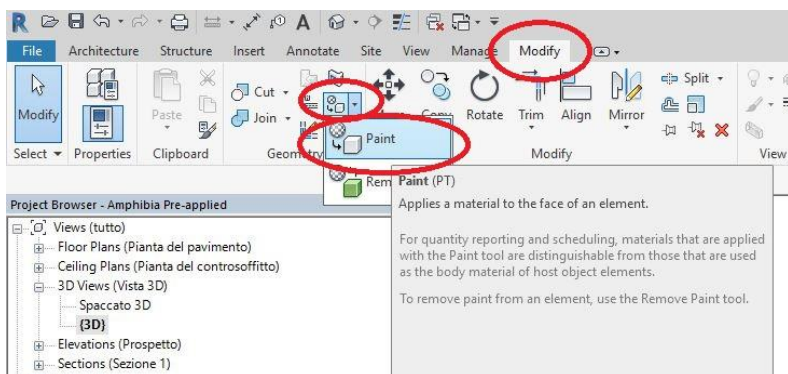 R
A
File Architecture Structure Insert Annotate Site View Manage Modify
Modify
Paste
Cut
Join
Copy
Rotate
Trim
Align
Mirror
Split
Select
Properties
Clipboard
Geometry
Modify
View
Paint
Rem
Paint (PT)
Applies a material to the face of an element.
For quantity reporting and scheduling, materials that are applied
with the Paint tool are distinguishable from those that are used
as the body material of host object elements.
To remove paint from an element, use the Remove Paint tool.
Project Browser - Amphibia Pre-applied
Views (tutto)
Floor Plans (Pianta del pavimento)
Ceiling Plans (Pianta del controsoffitto)
3D Views (Vista 3D)
Spaccato 3D
{3D}
Elevations (Prospetto)
Sections (Sezione 1)